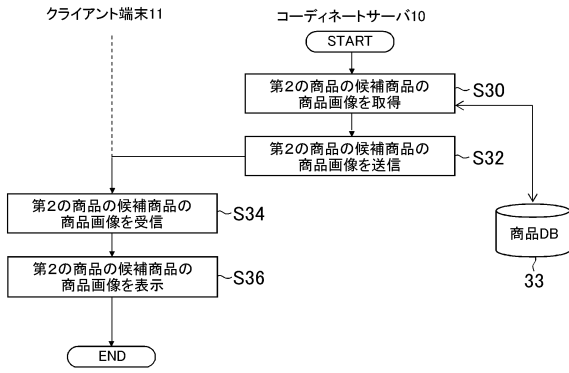 クライアント端末11
コーディネートサーバ10
START
第2の商品の候補商品の
商品画像を取得
S30
第2の商品の候補商品の
商品画像を送信
S32
第2の商品の候補商品の
商品画像を受信
S34
商品DB
33
第2の商品の候補商品の
商品画像を表示
S36
END